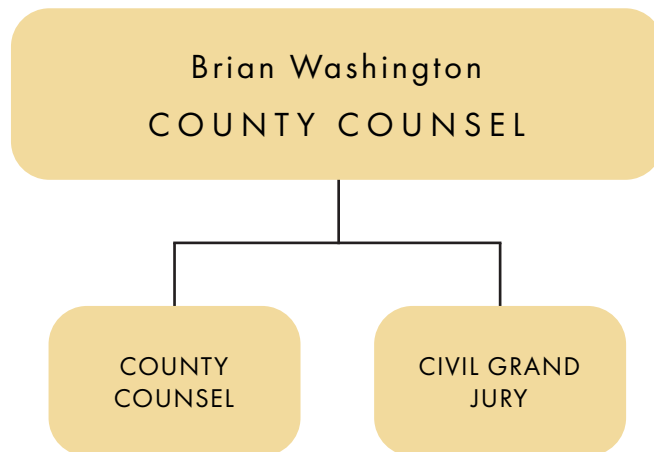 Brian Washington
COUNTY COUNSEL
COUNTY
COUNSEL
CIVIL GRAND
JURY